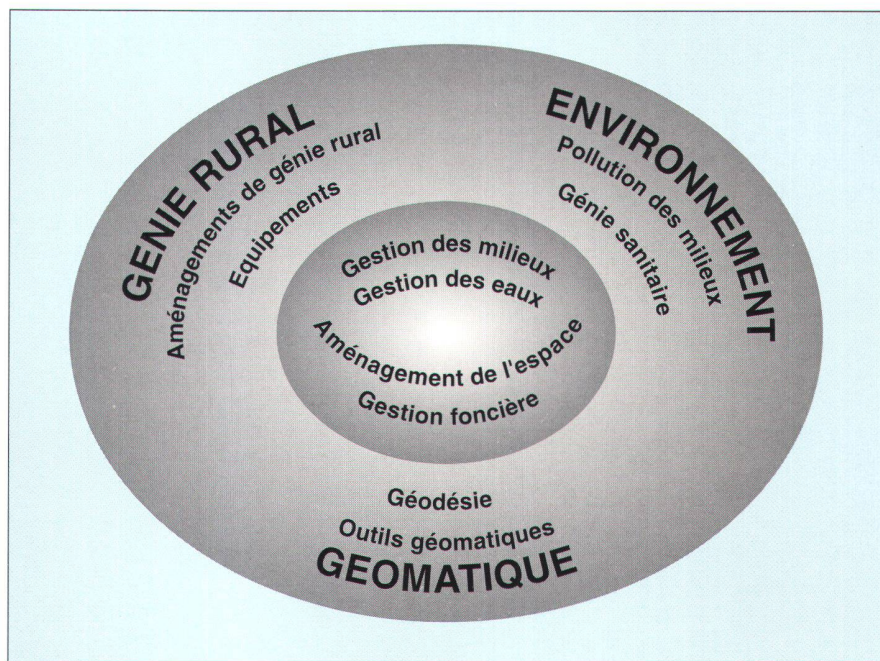 GENIE RURAL
Aménagements de génie rural
Equipements
ENVIRONNEMENT
Pollution des milieux
Génie sanitaire
Gestion des milieux
Gestion des eaux
Aménagement de l'espace
Gestion foncière
Géodésie
Outils géomatiques
GEOMATIQUE